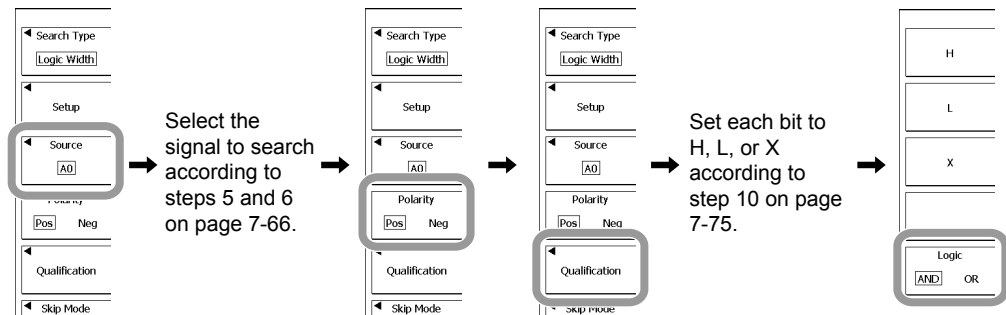 Search Type
Logic Width
Setup
Source
A0
Polarity
Pos Neg
Qualification
Skip Mode
Select the
signal to search
according to
steps 5 and 6
on page 7-66.
Search Type
Logic Width
Setup
Source
A0
Polarity
Pos Neg
Qualification
Skip Mode
Search Type
Logic Width
Setup
Source
A0
Polarity
Pos Neg
Qualification
Skip Mode
Set each bit to
H, L, or X
according to
step 10 on page
7-75.
H
L
X
Logic
AND OR